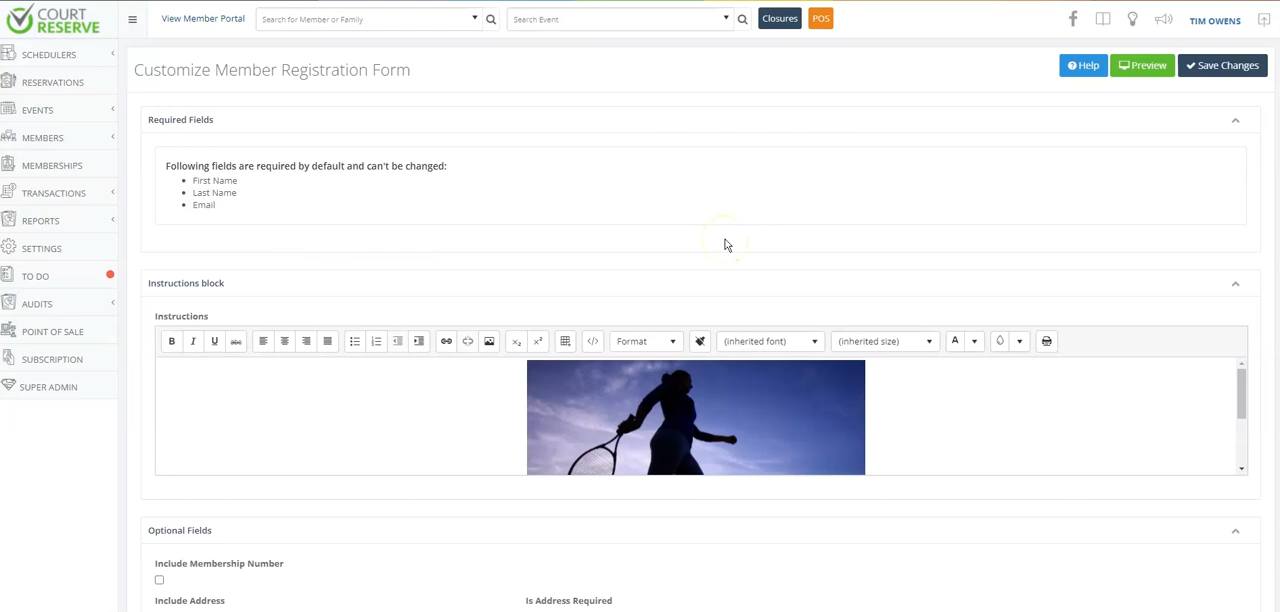 COURT
RESERVE
View Member Portal
Search for Member or Family
Search Event
Closures
POS
TIM OWENS
SCHEDULERS
RESERVATIONS
EVENTS
MEMBERS
MEMBERSHIPS
TRANSACTIONS
REPORTS
SETTINGS
TO DO
AUDITS
POINT OF SALE
SUBSCRIPTION
SUPER ADMIN
Customize Member Registration Form
Help
Preview
Save Changes
Required Fields
Following fields are required by default and can't be changed:
First Name
Last Name
Email
Instructions block
Instructions
B I U abc Format (inherited font) (inherited size) A
Optional Fields
Include Membership Number
Include Address Is Address Required